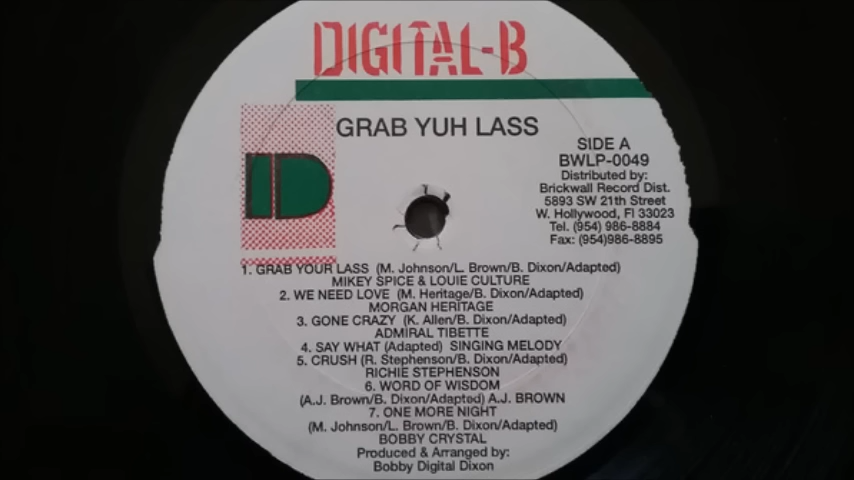 DIGITAL-B
GRAB YUH LASS
SIDE A
BWLP-0049
Distributed by:
Brickwall Record Dist.
5893 SW 21th Street
W. Hollywood, Fl 33023
Tel. (954) 986-8884
Fax: (954)986-8895
D
1. GRAB YOUR LASS (M. Johnson/L. Brown/B. Dixon/Adapted)
MIKEY SPICE & LOUIE CULTURE
2. WE NEED LOVE (M. Heritage/B. Dixon/Adapted)
MORGAN HERITAGE
3. GONE CRAZY (K. Allen/B. Dixon/Adapted)
ADMIRAL TIBETTE
4. SAY WHAT (Adapted) SINGING MELODY
5. CRUSH (R. Stephenson/B. Dixon/Adapted)
RICHIE STEPHENSON
6. WORD OF WISDOM
(A.J. Brown/B. Dixon/Adapted) A.J. BROWN
7. ONE MORE NIGHT
(M. Johnson/L. Brown/B. Dixon/Adapted)
BOBBY CRYSTAL
Produced & Arranged by:
Bobby Digital Dixon